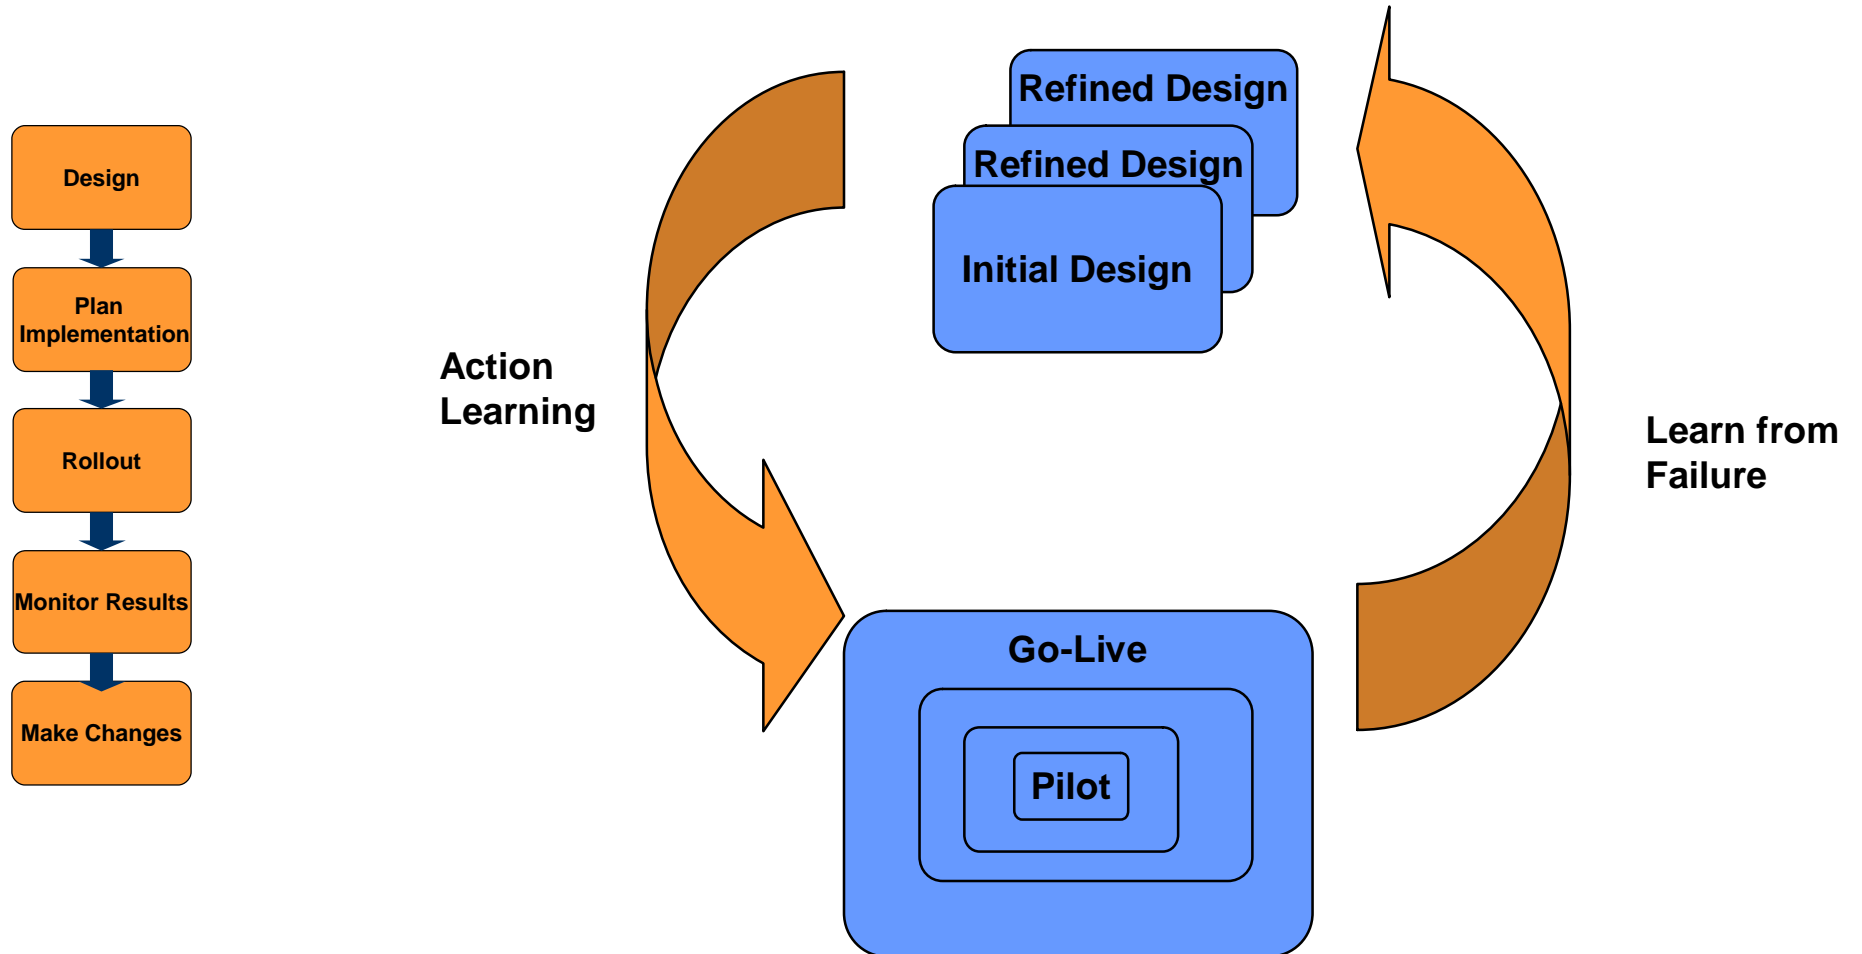 Design
Plan
Implementation
Rollout
Monitor Results
Make Changes
Action
Learning
Refined Design
Refined Design
Initial Design
Learn from
Failure
Go-Live
Pilot